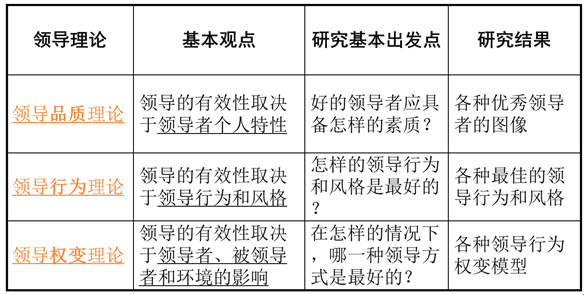 领导理论
基本观点
研究基本出发点
研究结果
领导品质理论
领导的有效性取决
于领导者个人特性
好的领导者应具
备怎样的素质？
各种优秀领导
者的图像
领导行为理论
领导的有效性取决
于领导行为和风格
怎样的领导行为
和风格是最好的
？
各种最佳的领
导行为和风格
领导权变理论
领导的有效性取决
于领导者、被领导
者和环境的影响
在怎样的情况下
，哪一种领导方
式是最好的？
各种领导行为
权变模型